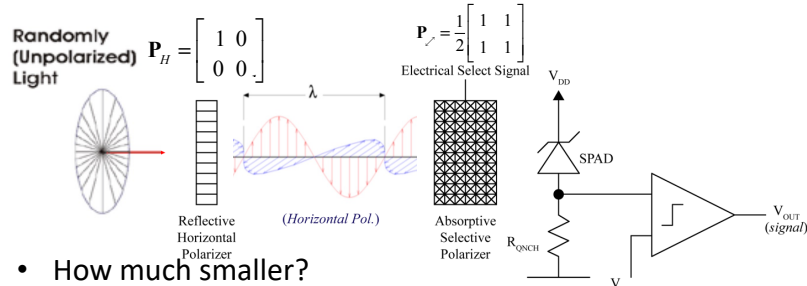 Randomly
(Unpolarized)
Light
P_H = [ 1 0
0 0 . ]
P_⤢ = 1/2 [ 1 1
1 1 ]
Electrical Select Signal
λ
V_DD
SPAD
V_OUT
(signal)
Reflective
Horizontal
Polarizer
(Horizontal Pol.)
Absorptive
Selective
Polarizer
R_QNCH
V
• How much smaller?